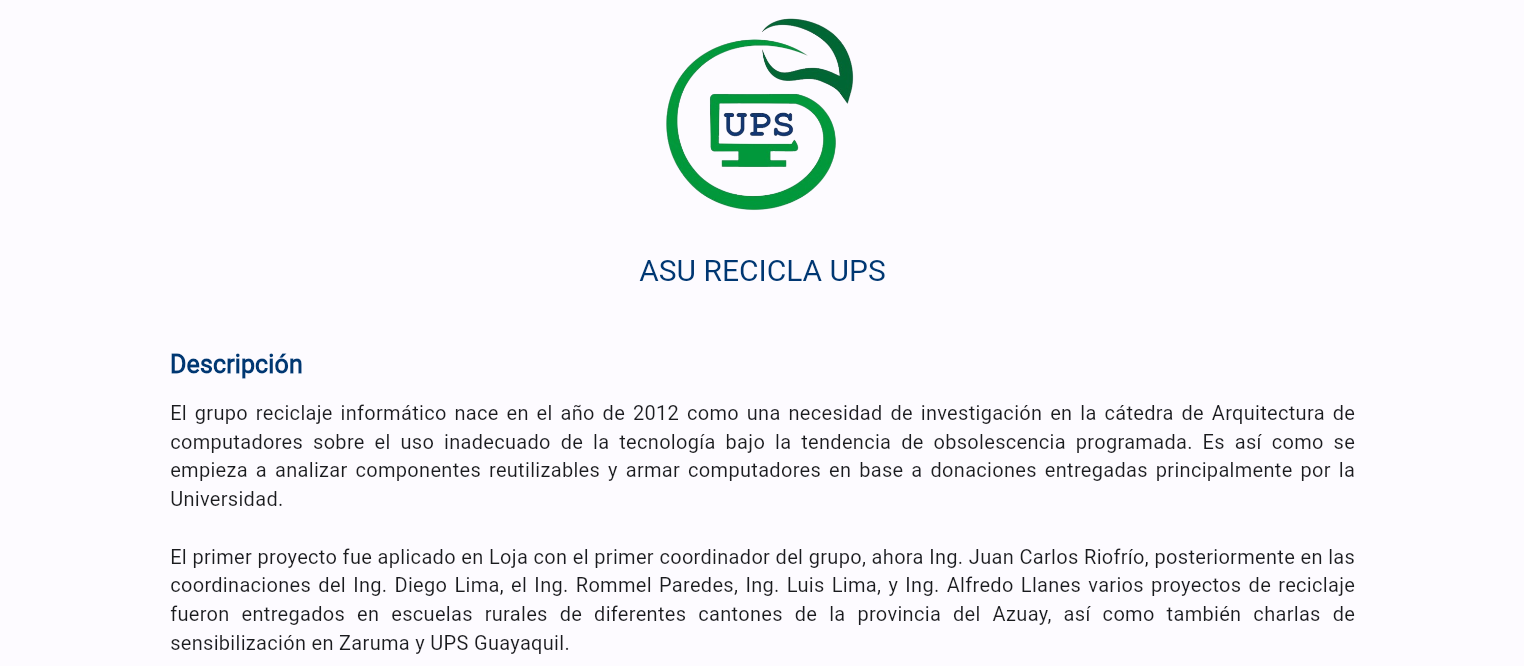 UPS
ASU RECICLA UPS
Descripción
El grupo reciclaje informático nace en el año de 2012 como una necesidad de investigación en la cátedra de Arquitectura de
computadores sobre el uso inadecuado de la tecnología bajo la tendencia de obsolescencia programada. Es así como se
empieza a analizar componentes reutilizables y armar computadores en base a donaciones entregadas principalmente por la
Universidad.
El primer proyecto fue aplicado en Loja con el primer coordinador del grupo, ahora Ing. Juan Carlos Riofrío, posteriormente en las
coordinaciones del Ing. Diego Lima, el Ing. Rommel Paredes, Ing. Luis Lima, y Ing. Alfredo Llanes varios proyectos de reciclaje
fueron entregados en escuelas rurales de diferentes cantones de la provincia del Azuay, así como también charlas de
sensibilización en Zaruma y UPS Guayaquil.